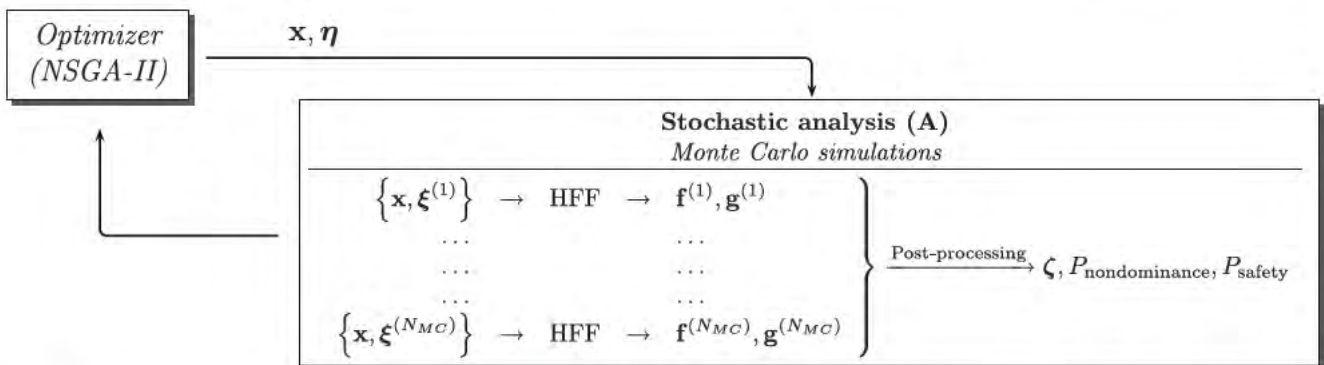 Optimizer
(NSGA-II)
x, η
Stochastic analysis (A)
Monte Carlo simulations
{x, ξ^(1)} → HFF → f^(1), g^(1)
... ...
... ...
... ...
{x, ξ^(N_MC)} → HFF → f^(N_MC), g^(N_MC)
Post-processing
ζ, P_nondominance, P_safety